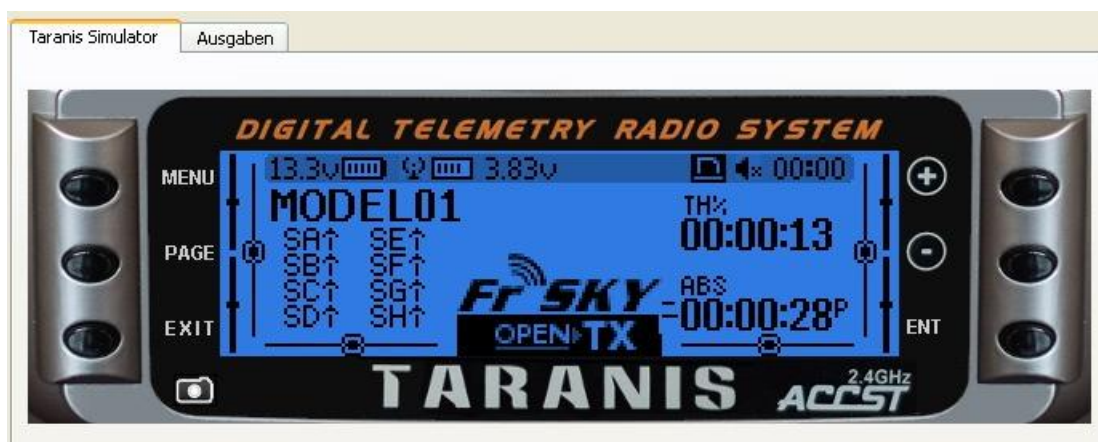 Taranis Simulator Ausgaben
DIGITAL TELEMETRY RADIO SYSTEM
MENU
PAGE
EXIT
13.3v 3.83v 00:00
MODEL01
SA↑ SE↑
SB↑ SF↑
SC↑ SG↑
SD↑ SH↑
FrSKY
OPEN TX
TH%
00:00:13
ABS
-00:00:28P
+
-
ENT
TARANIS
2.4GHz
ACCST